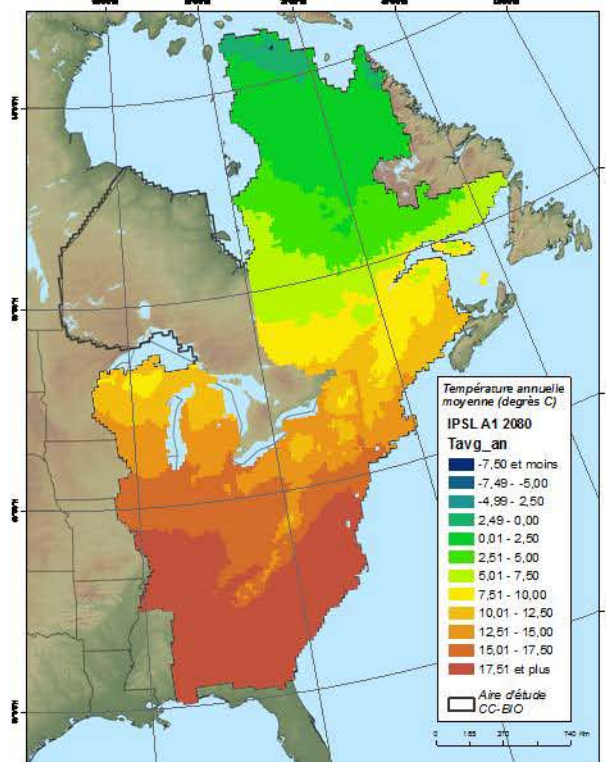 Température annuelle
moyenne (degrès C)
IPSL A1 2080
Tavg_an
-7,50 et moins
-7,49 - -5,00
-4,99 - 2,50
2,49 - 0,00
0,01 - 2,50
2,51 - 5,00
5,01 - 7,50
7,51 - 10,00
10,01 - 12,50
12,51 - 15,00
15,01 - 17,50
17,51 et plus
Aire d'étude
CC-BIO
0 185 370 740 Km